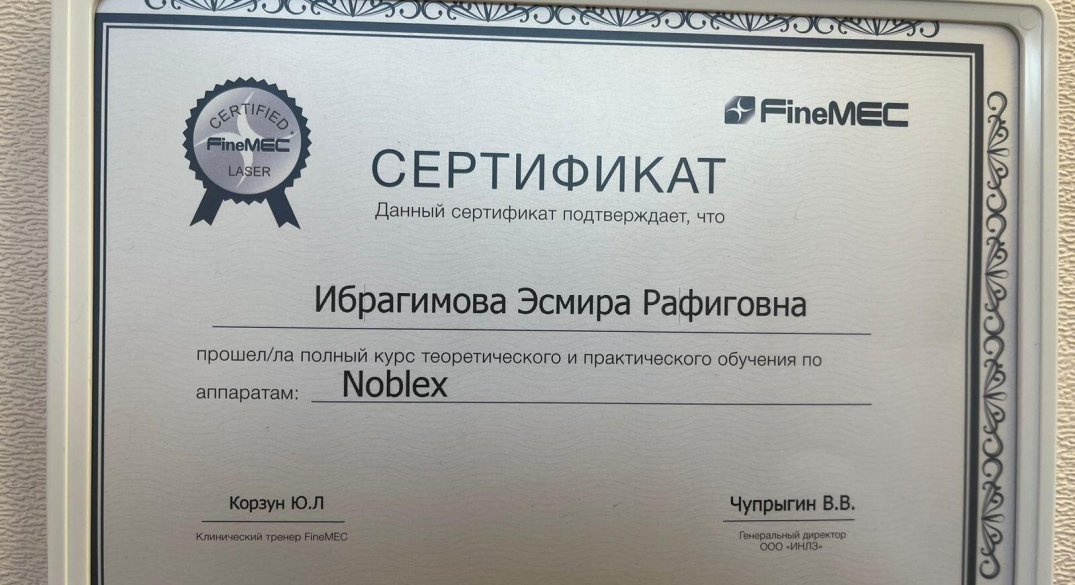 CERTIFIED
FineMEC
LASER
FineMEC
СЕРТИФИКАТ
Данный сертификат подтверждает, что
Ибрагимова Эсмира Рафиговна
прошел/ла полный курс теоретического и практического обучения по
аппаратам: Noblex
Корзун Ю.Л
Клинический тренер FineMEC
Чупрыгин В.В.
Генеральный директор
ООО «ИНЛЗ»